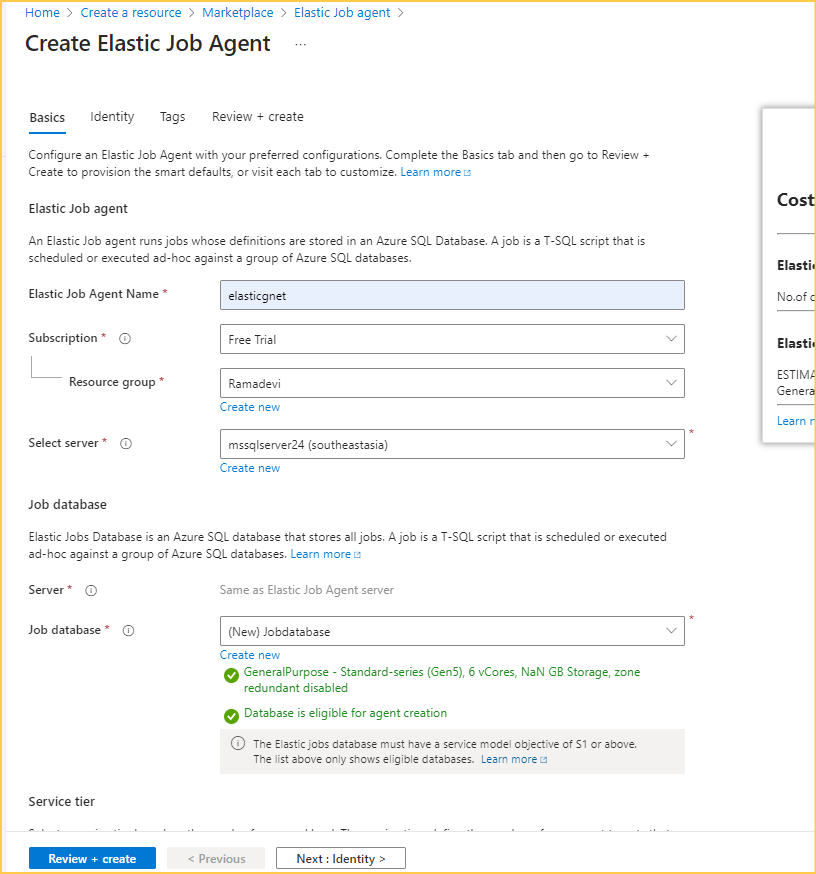 Home > Create a resource > Marketplace > Elastic Job agent >
Create Elastic Job Agent ...
Basics Identity Tags Review + create
Configure an Elastic Job Agent with your preferred configurations. Complete the Basics tab and then go to Review +
Create to provision the smart defaults, or visit each tab to customize. Learn more
Elastic Job agent
An Elastic Job agent runs jobs whose definitions are stored in an Azure SQL Database. A job is a T-SQL script that is
scheduled or executed ad-hoc against a group of Azure SQL databases.
Elastic Job Agent Name * elasticgnet
Subscription * Free Trial
Resource group * Ramadevi
Create new
Select server * mssqlserver24 (southeastasia) *
Create new
Job database
Elastic Jobs Database is an Azure SQL database that stores all jobs. A job is a T-SQL script that is scheduled or executed
ad-hoc against a group of Azure SQL databases. Learn more
Server * Same as Elastic Job Agent server
Job database * (New) Jobdatabase *
Create new
GeneralPurpose - Standard-series (Gen5), 6 vCores, NaN GB Storage, zone
redundant disabled
Database is eligible for agent creation
The Elastic jobs database must have a service model objective of S1 or above.
The list above only shows eligible databases. Learn more
Service tier
Review + create < Previous Next : Identity >
Cost
Elasti
No.of c
Elasti
ESTIMA
Genera
Learn